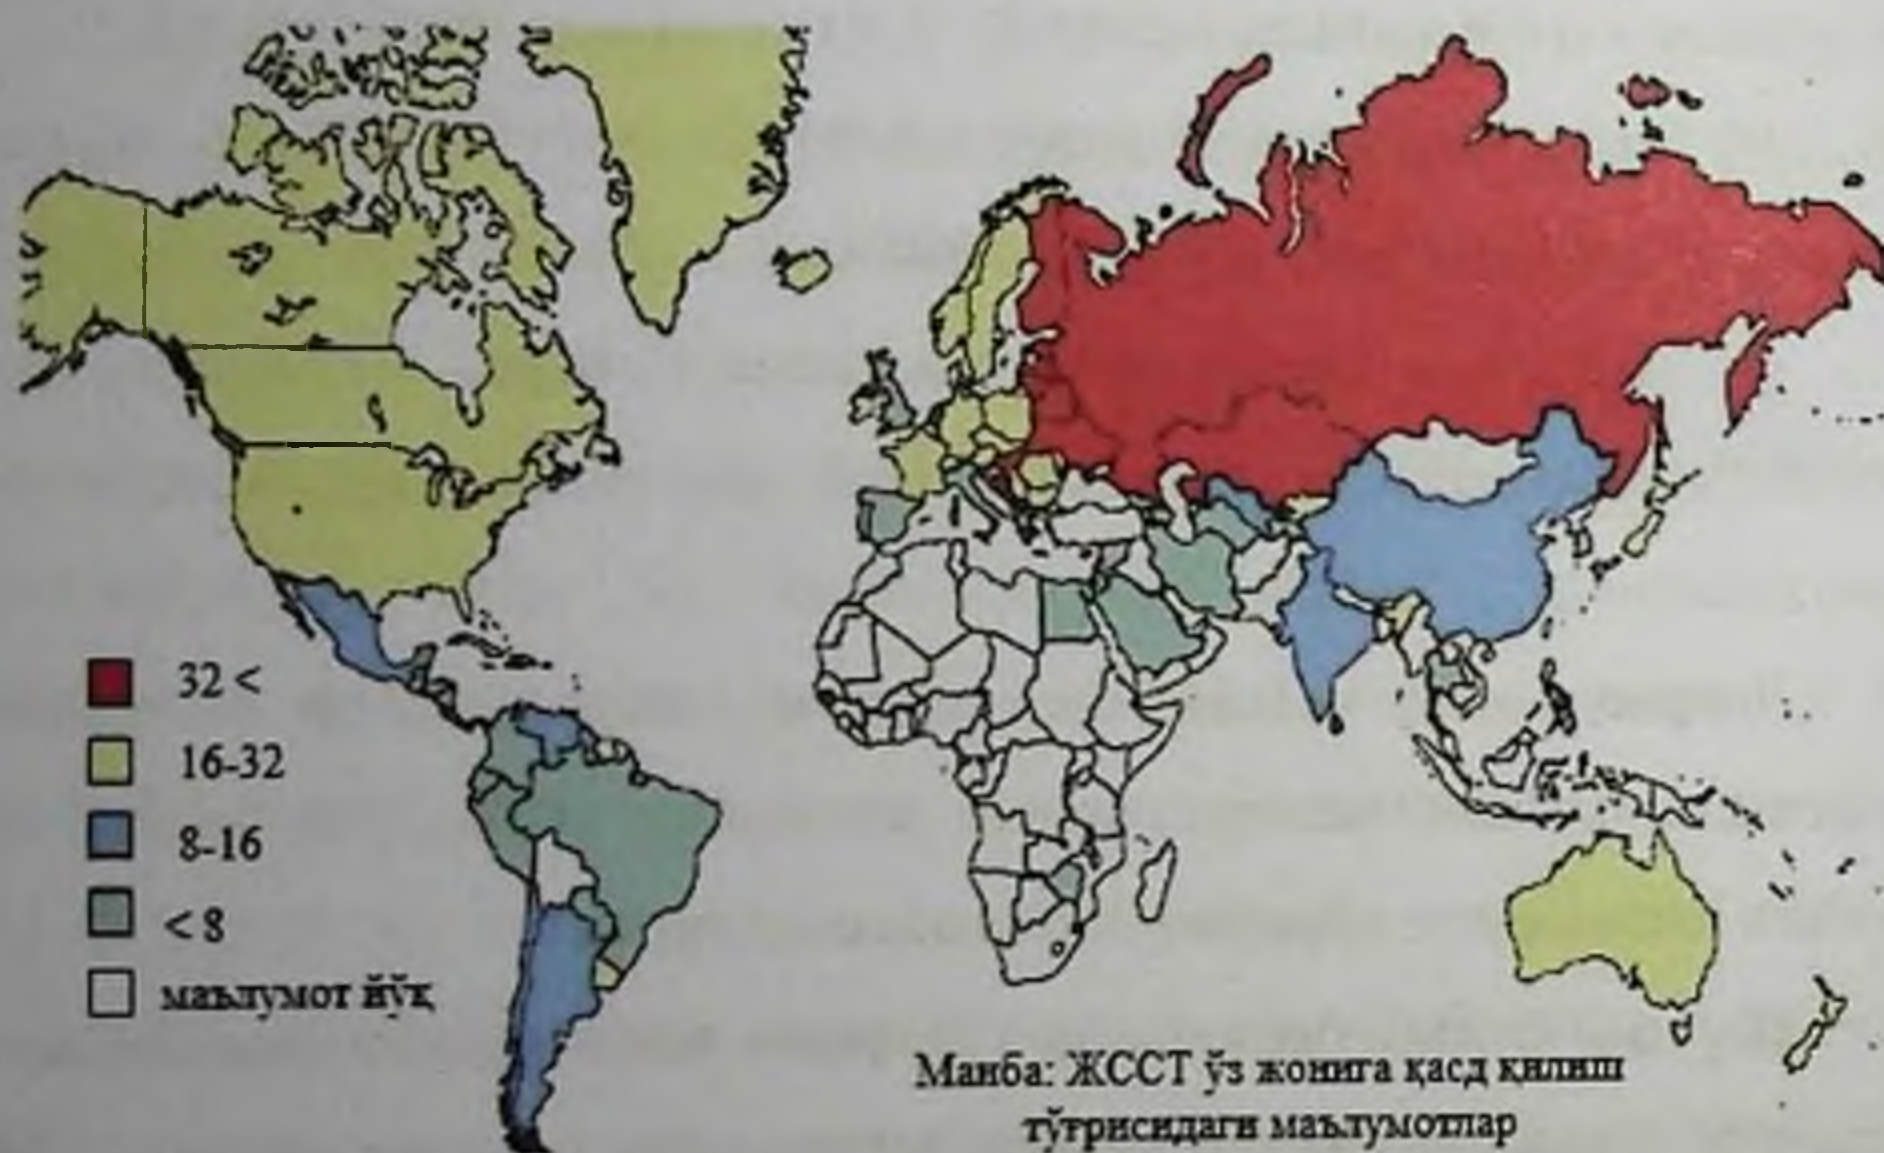 32 <
16-32
8-16
< 8
маълумот йўқ
Манба: ЖССТ ўз жонига қасд қилиш
тўғрисидаги маълумотлар